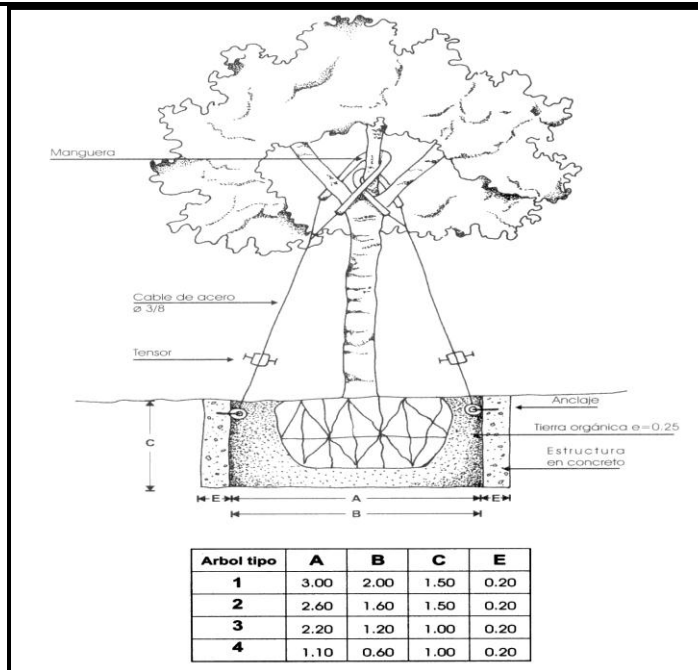 Manguera
Cable de acero
ø 3/8
Tensor
Anclaje
Tierra orgánica e=0.25
Estructura
en concreto
C
E A E
B
Arbol tipo A B C E
1 3.00 2.00 1.50 0.20
2 2.60 1.60 1.50 0.20
3 2.20 1.20 1.00 0.20
4 1.10 0.60 1.00 0.20